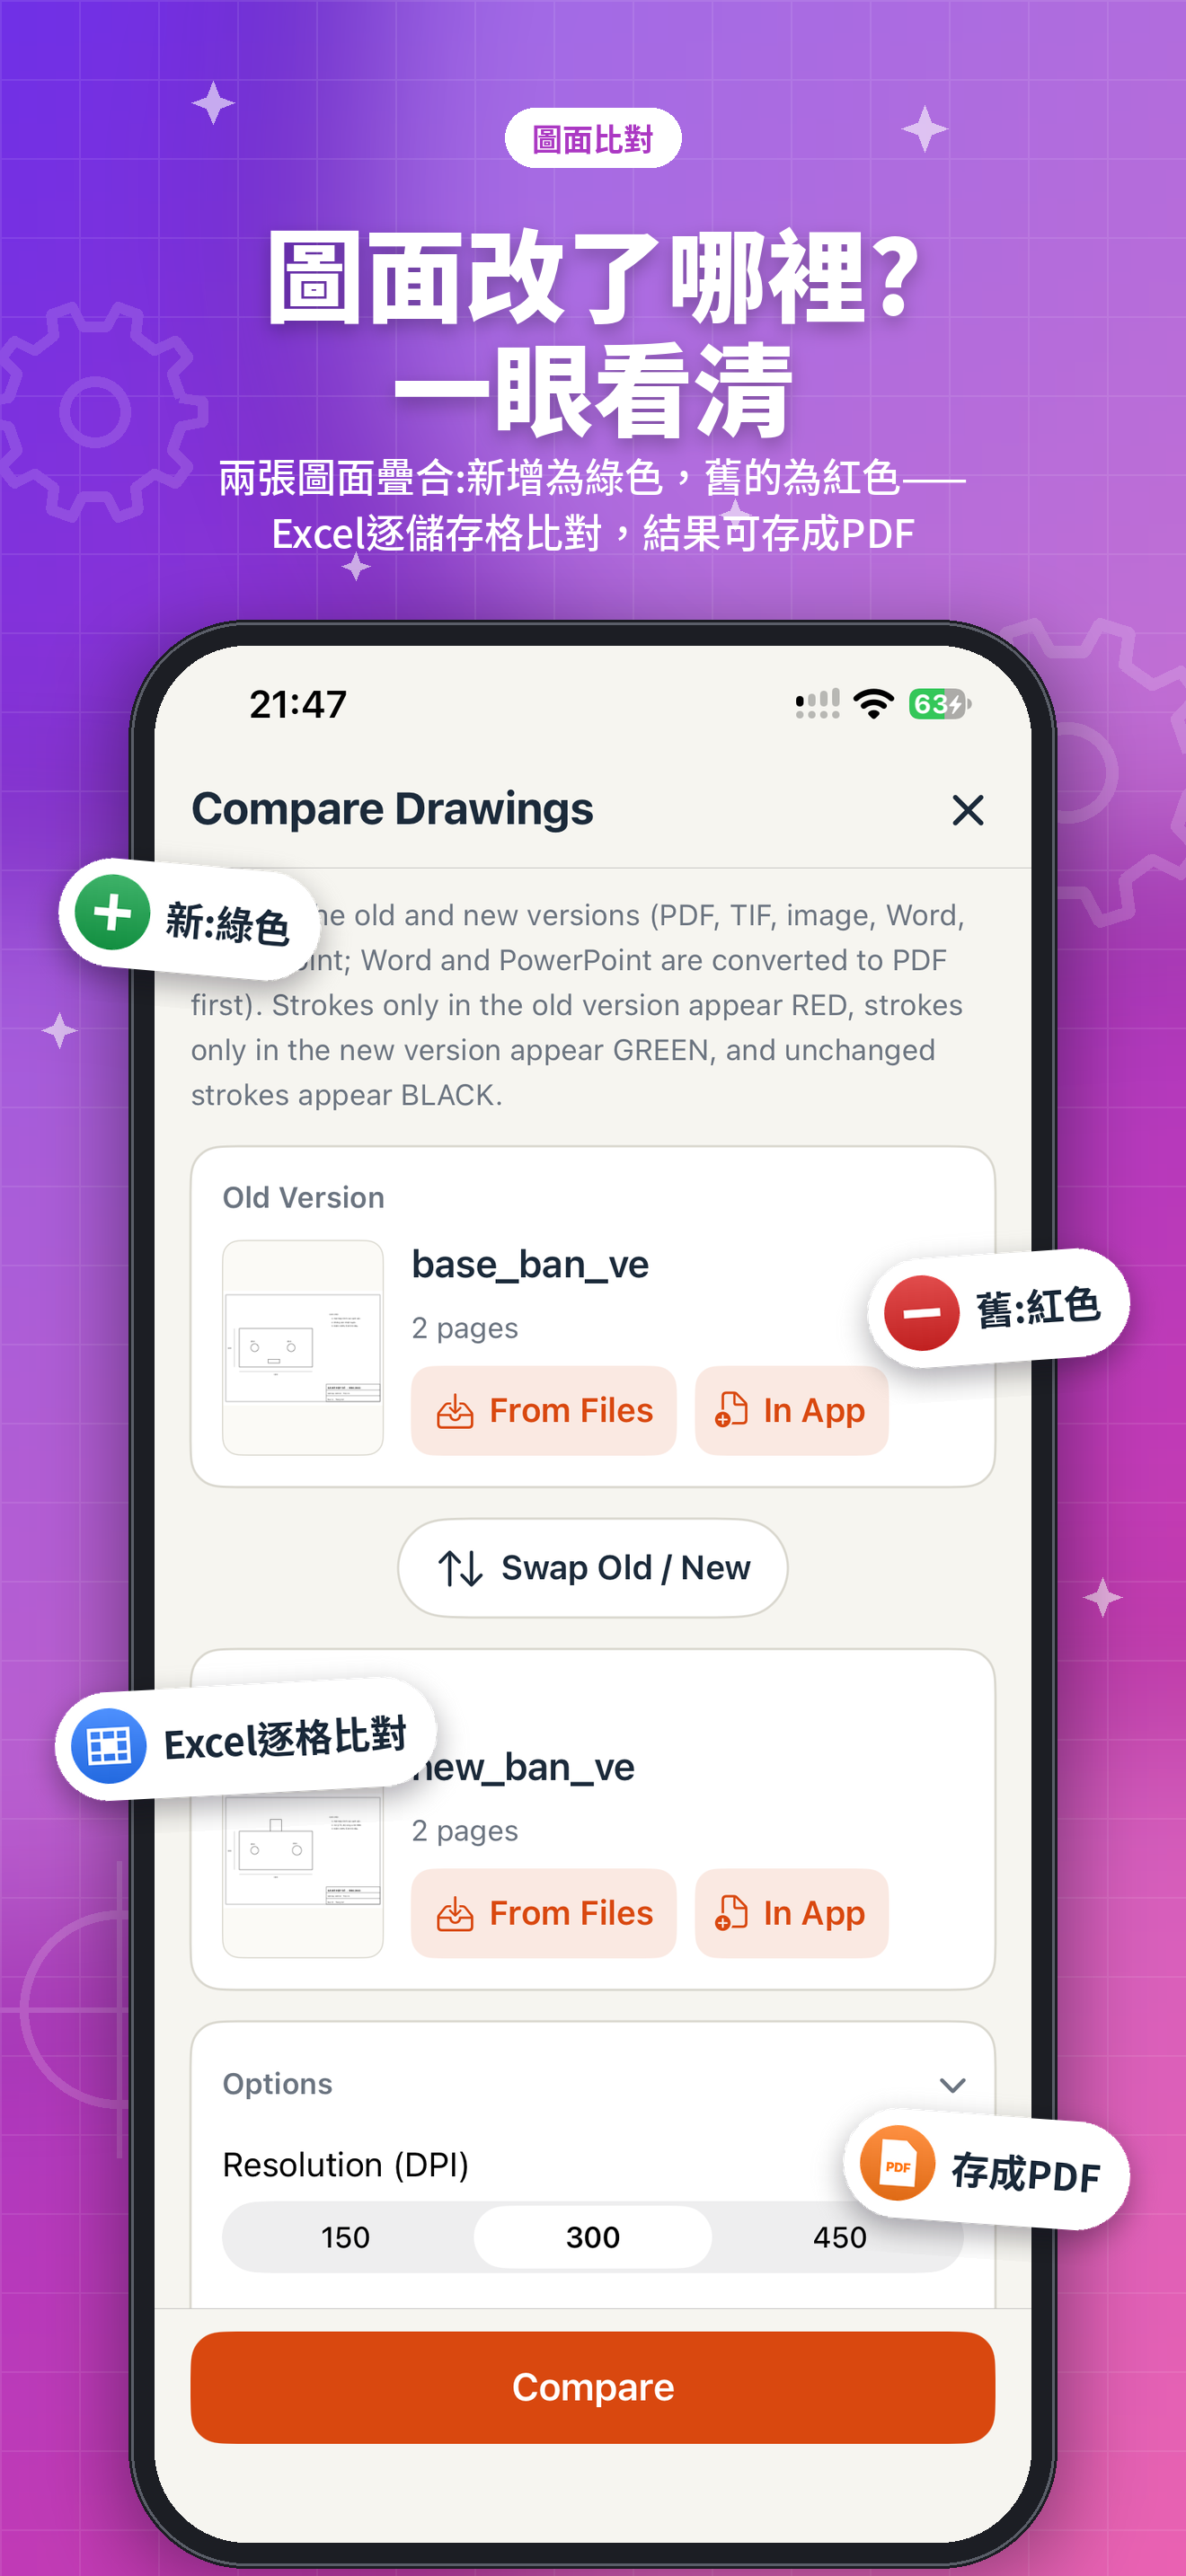 圖面比對
圖面改了哪裡?
一眼看清
兩張圖面疊合:新增為綠色，舊的為紅色——
Excel逐儲存格比對，結果可存成PDF
21:47
63
Compare Drawings
新:綠色
he old and new versions (PDF, TIF, image, Word,
int; Word and PowerPoint are converted to PDF
first). Strokes only in the old version appear RED, strokes
only in the new version appear GREEN, and unchanged
strokes appear BLACK.
Old Version
base_ban_ve
2 pages
舊:紅色
From Files
In App
Swap Old / New
Excel逐格比對
new_ban_ve
2 pages
From Files
In App
Options
Resolution (DPI)
PDF
存成PDF
150
300
450
Compare